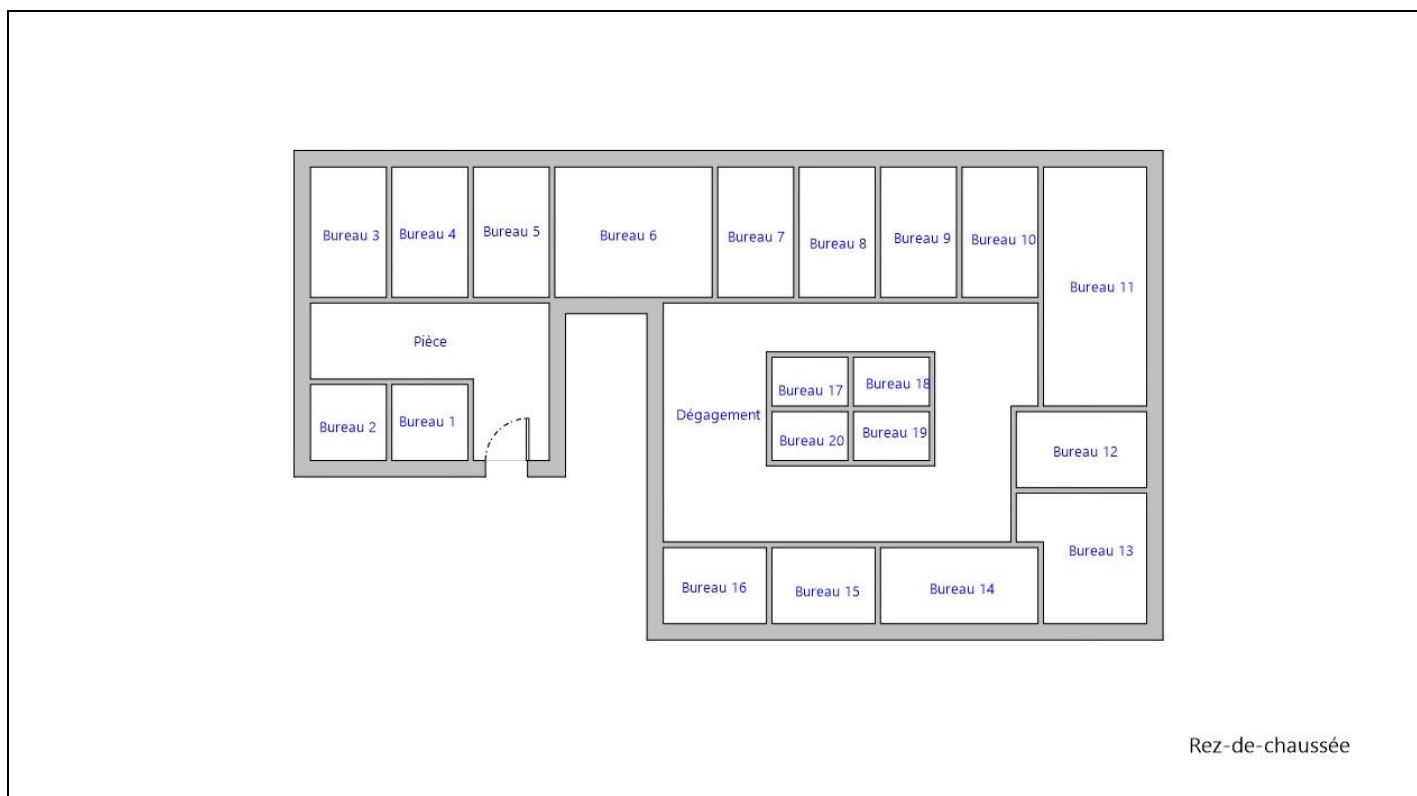 Bureau 3
Bureau 4
Bureau 5
Bureau 6
Bureau 7
Bureau 8
Bureau 9
Bureau 10
Bureau 11
Pièce
Bureau 17
Bureau 18
Dégagement
Bureau 2
Bureau 1
Bureau 20
Bureau 19
Bureau 12
Bureau 13
Bureau 16
Bureau 15
Bureau 14
Rez-de-chaussée